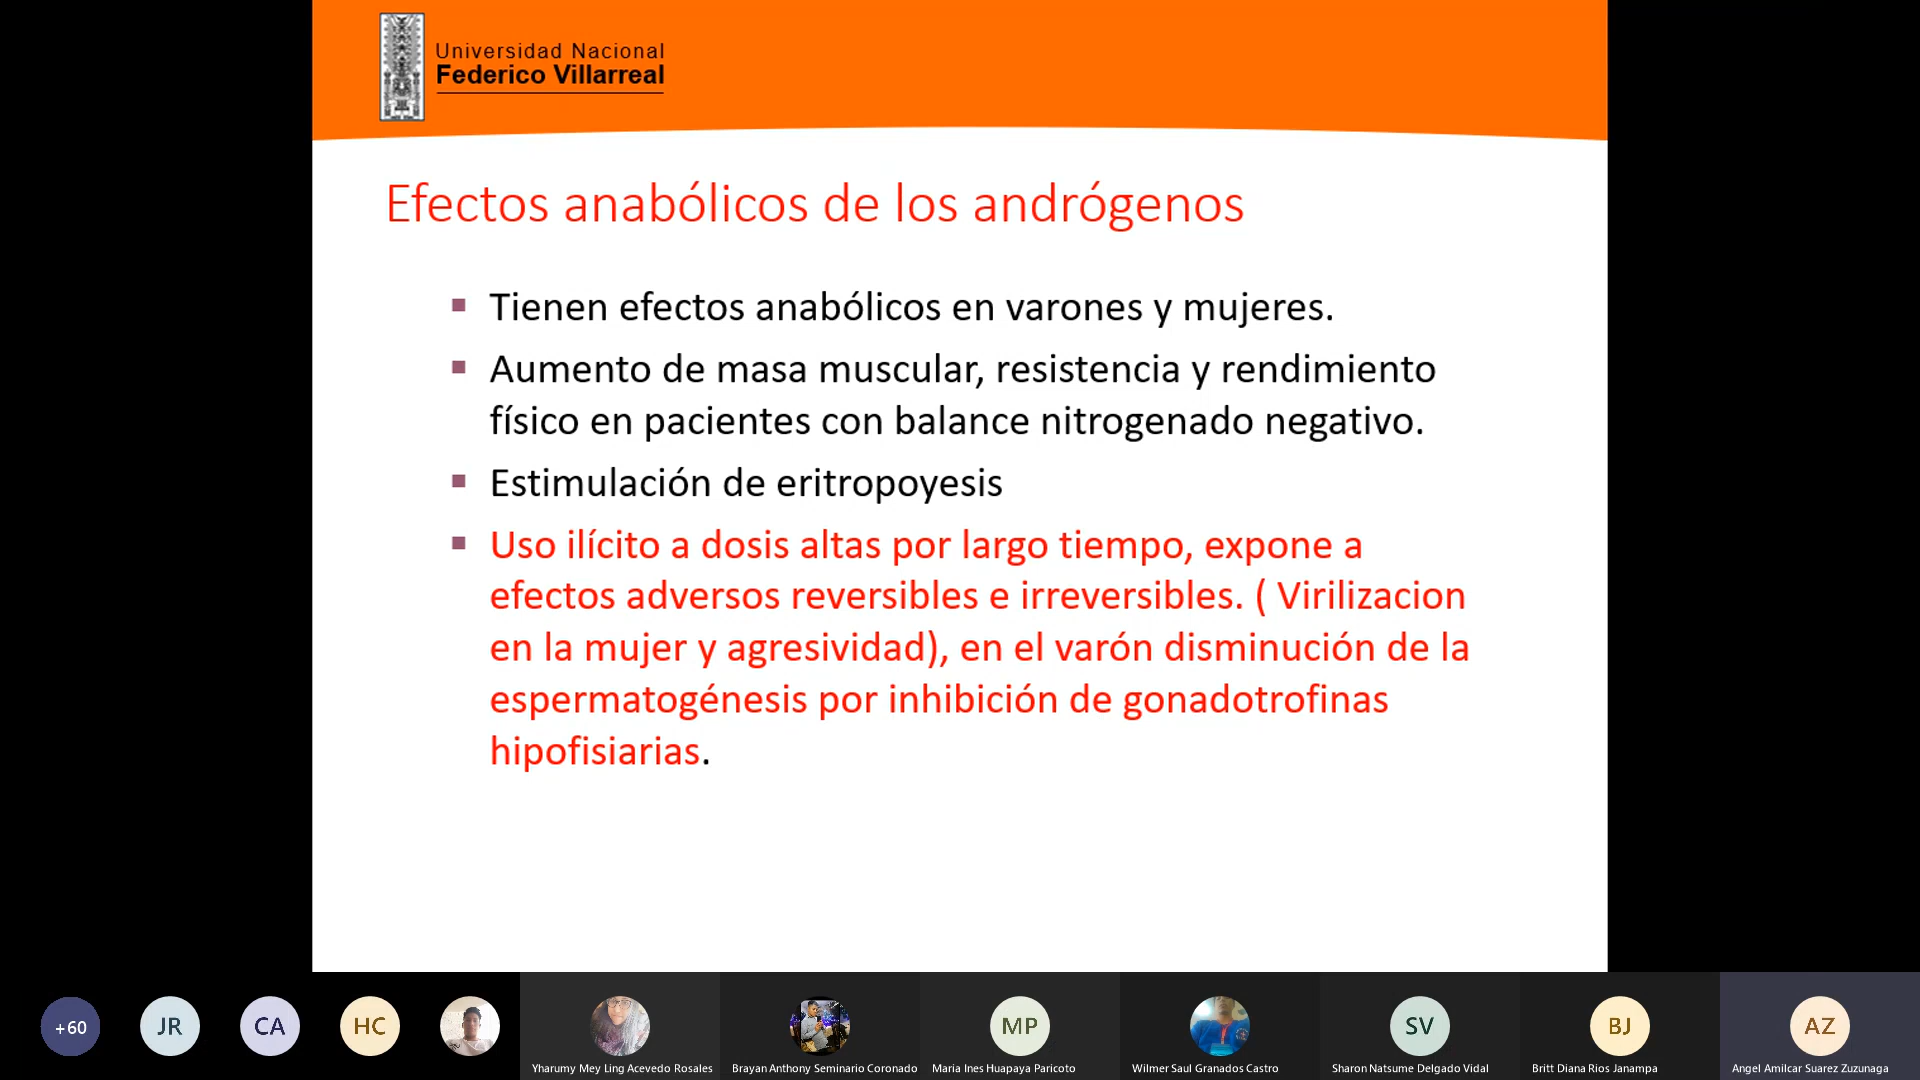 Universidad Nacional
Federico Villarreal
Efectos anabólicos de los andrógenos
▪ Tienen efectos anabólicos en varones y mujeres.
▪ Aumento de masa muscular, resistencia y rendimiento
físico en pacientes con balance nitrogenado negativo.
▪ Estimulación de eritropoyesis
▪ Uso ilícito a dosis altas por largo tiempo, expone a
efectos adversos reversibles e irreversibles. ( Virilizacion
en la mujer y agresividad), en el varón disminución de la
espermatogénesis por inhibición de gonadotrofinas
hipofisiarias.
+60
JR
CA
HC
MP
SV
BJ
AZ
Yharumy Mey Ling Acevedo Rosales
Brayan Anthony Seminario Coronado
Maria Ines Huapaya Paricoto
Wilmer Saul Granados Castro
Sharon Natsume Delgado Vidal
Britt Diana Rios Janampa
Angel Amilcar Suarez Zuzunaga